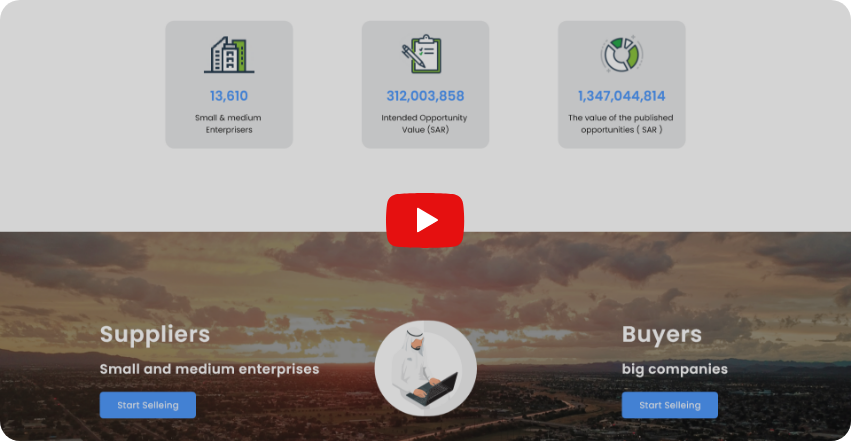 13,610
Small & medium
Enterprisers
312,003,858
Intended Opportunity
Value (SAR)
1,347,044,814
The value of the published
opportunities ( SAR )
Suppliers
Small and medium enterprises
Start Selleing
Buyers
big companies
Start Selleing